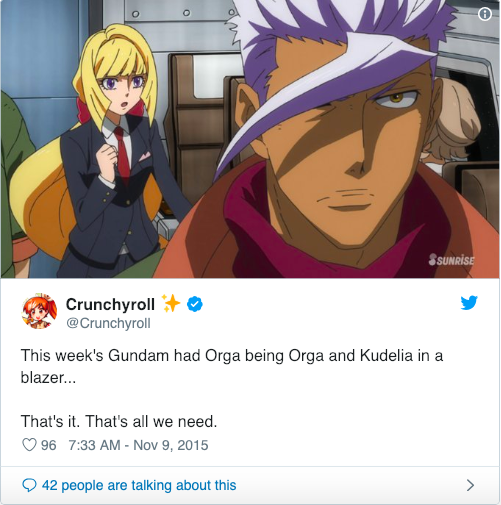 SUNRISE
Crunchyroll ✨
@Crunchyroll
This week's Gundam had Orga being Orga and Kudelia in a
blazer...
That's it. That's all we need.
96 7:33 AM - Nov 9, 2015
42 people are talking about this